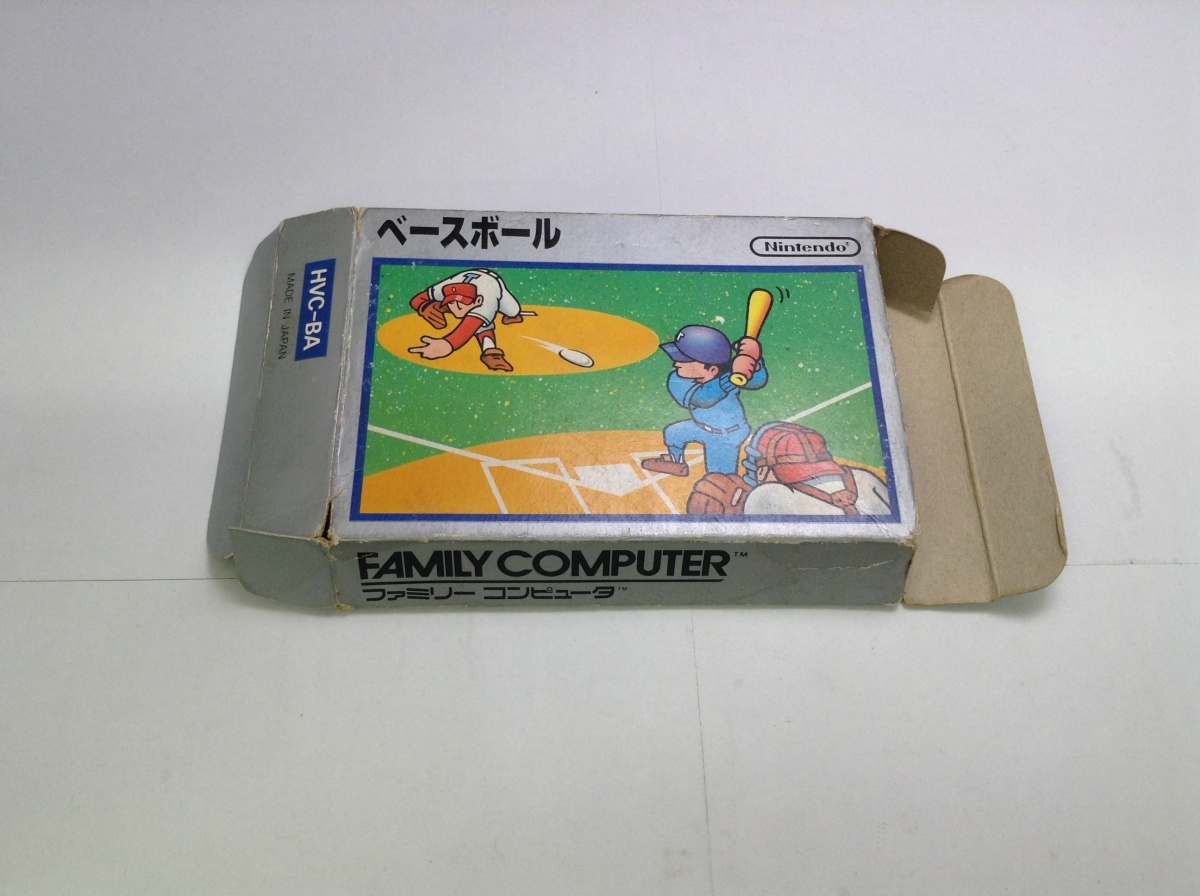 ベースボール
Nintendo®
HVC-BA
MADE IN JAPAN
FAMILY COMPUTER™
ファミリー コンピュータ™